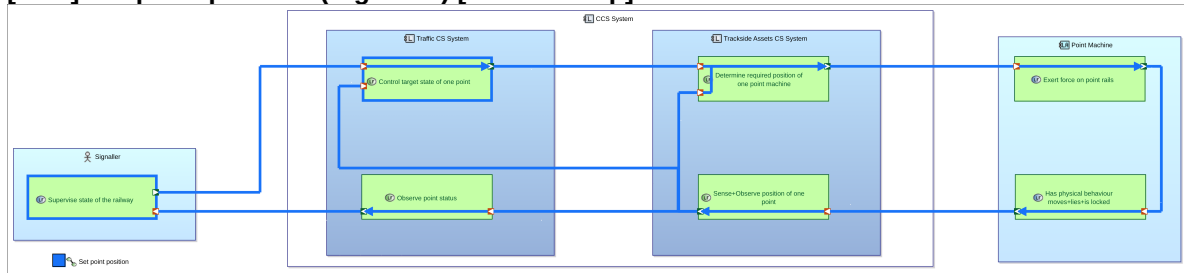 CCS System
Traffic CS System
Trackside Assets CS System
Point Machine
Control target state of one point
Determine required position of
one point machine
Exert force on point rails
Signaller
Supervise state of the railway
Observe point status
Sense+Observe position of one
point
Has physical behaviour
moves+lies+is locked
Set point position